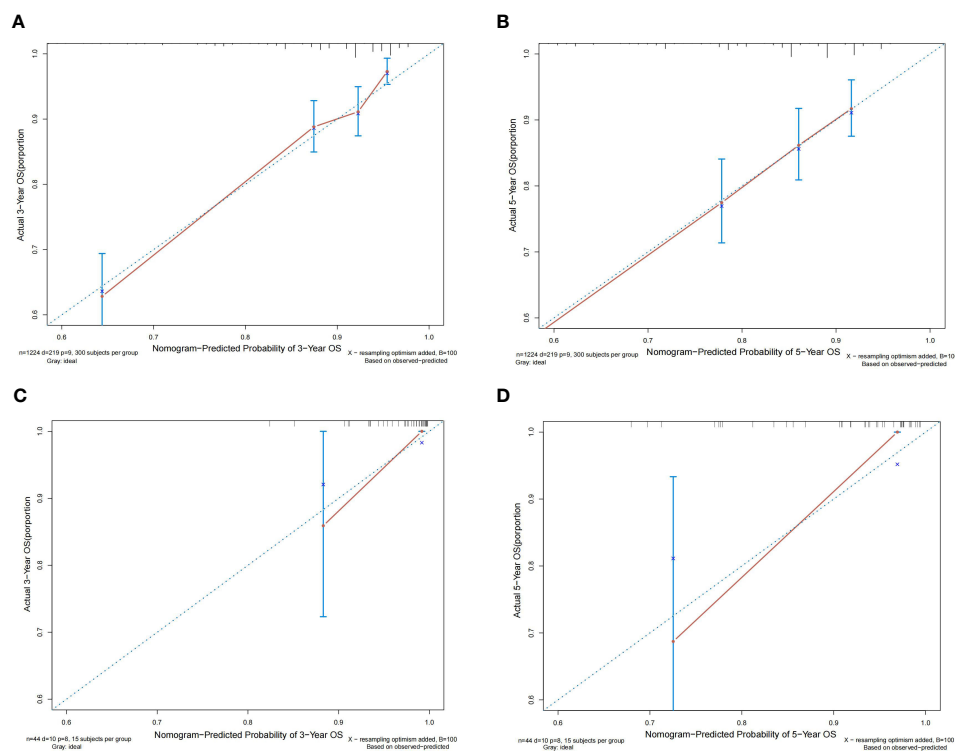 A
1.0
0.9
0.8
0.7
0.6
Actual 3-Year OS(porportion
0.6 0.7 0.8 0.9 1.0
Nomogram-Predicted Probability of 3-Year OS
n=1224 d=219 p=9, 300 subjects per group
Gray: ideal
X - resampling optimism added, B=100
Based on observed-predicted
B
1.0
0.9
0.8
0.7
0.6
Actual 5-Year OS(porportion
0.6 0.7 0.8 0.9 1.0
Nomogram-Predicted Probability of 5-Year OS
n=1224 d=219 p=9, 300 subjects per group
Gray: ideal
X - resampling optimism added, B=100
Based on observed-predicted
C
1.0
0.9
0.8
0.7
0.6
Actual 3-Year OS(porportion
0.6 0.7 0.8 0.9 1.0
Nomogram-Predicted Probability of 3-Year OS
n=44 d=10 p=8, 15 subjects per group
Gray: ideal
X - resampling optimism added, B=100
Based on observed-predicted
D
1.0
0.9
0.8
0.7
0.6
Actual 5-Year OS(porportion
0.6 0.7 0.8 0.9 1.0
Nomogram-Predicted Probability of 5-Year OS
n=44 d=10 p=8, 15 subjects per group
Gray: ideal
X - resampling optimism added, B=100
Based on observed-predicted